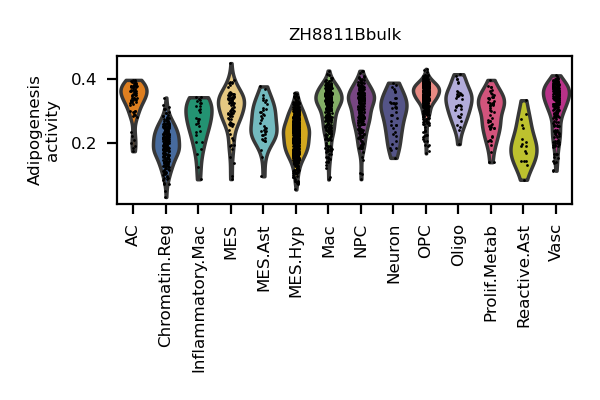 ZH8811Bbulk
Adipogenesis
activity
0.4
0.2
AC
Chromatin.Reg
Inflammatory.Mac
MES
MES.Ast
MES.Hyp
Mac
NPC
Neuron
OPC
Oligo
Prolif.Metab
Reactive.Ast
Vasc